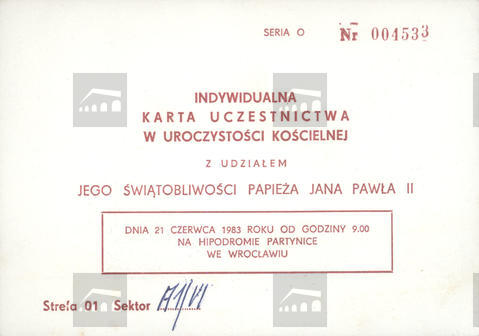 SERIA O Nr 004533
INDYWIDUALNA
KARTA UCZESTNICTWA
W UROCZYSTOŚCI KOŚCIELNEJ
Z UDZIAŁEM
JEGO ŚWIĄTOBLIWOŚCI PAPIEŻA JANA PAWŁA II
DNIA 21 CZERWCA 1983 ROKU OD GODZINY 9.00
NA HIPODROMIE PARTYNICE
WE WROCŁAWIU
Strefa 01 Sektor